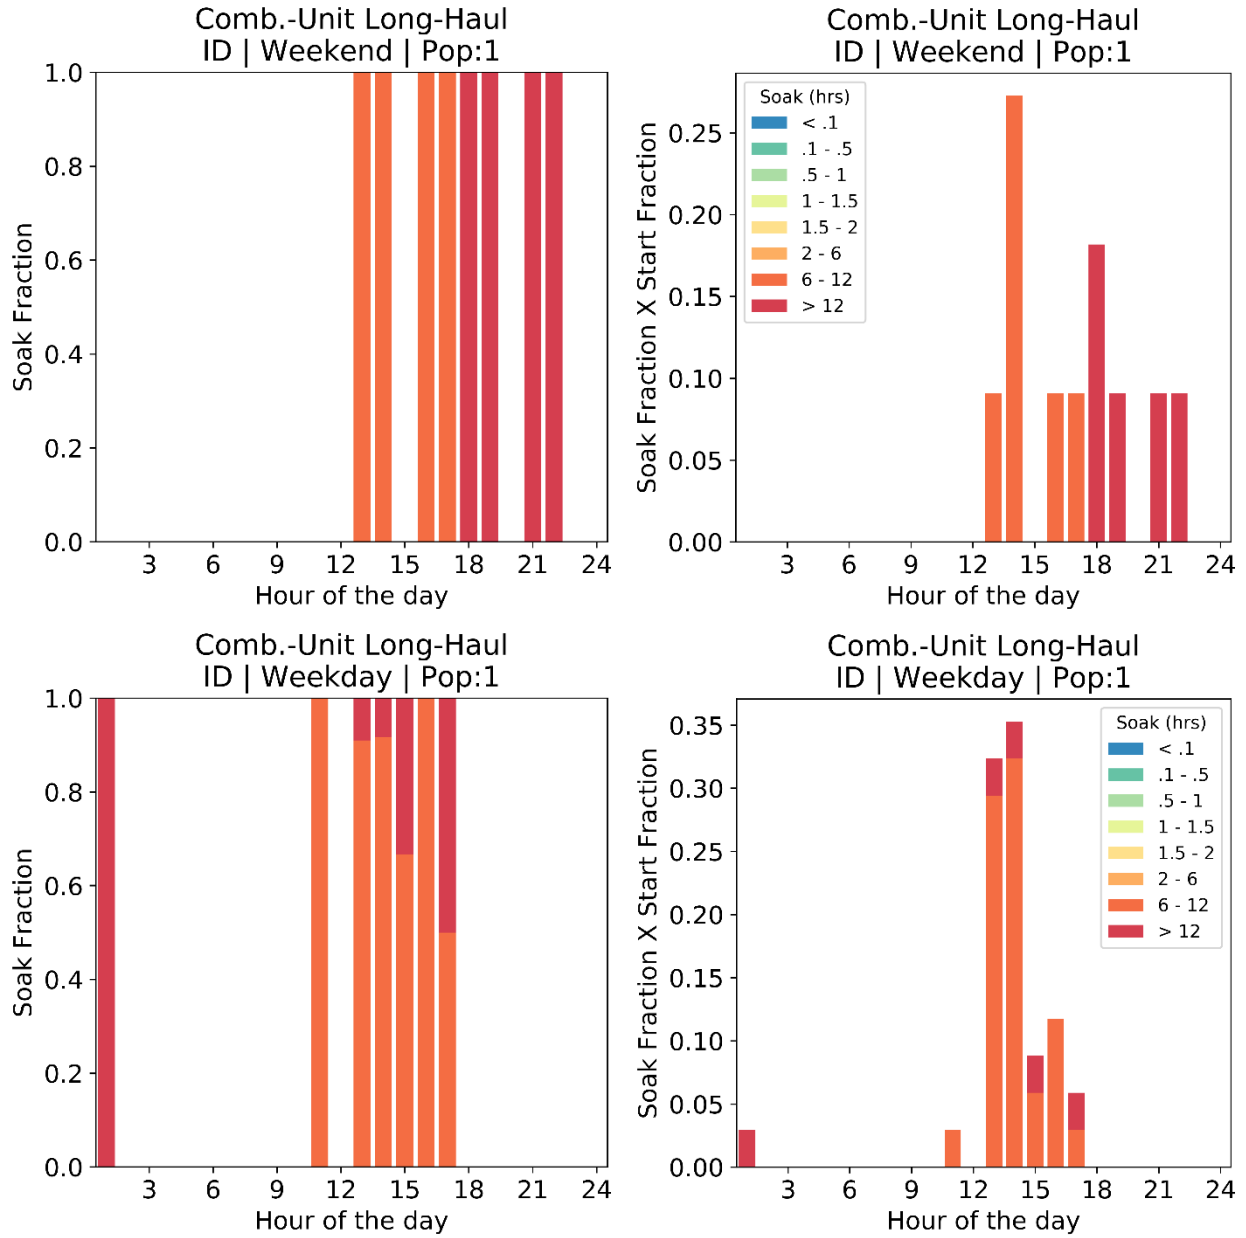 Comb.-Unit Long-Haul
ID | Weekend | Pop:1
Soak Fraction
1.0
0.8
0.6
0.4
0.2
0.0
3 6 9 12 15 18 21 24
Hour of the day
Comb.-Unit Long-Haul
ID | Weekend | Pop:1
Soak Fraction X Start Fraction
0.25
0.20
0.15
0.10
0.05
0.00
Soak (hrs)
< .1
.1 - .5
.5 - 1
1 - 1.5
1.5 - 2
2 - 6
6 - 12
> 12
3 6 9 12 15 18 21 24
Hour of the day
Comb.-Unit Long-Haul
ID | Weekday | Pop:1
Soak Fraction
1.0
0.8
0.6
0.4
0.2
0.0
3 6 9 12 15 18 21 24
Hour of the day
Comb.-Unit Long-Haul
ID | Weekday | Pop:1
Soak Fraction X Start Fraction
0.35
0.30
0.25
0.20
0.15
0.10
0.05
0.00
Soak (hrs)
< .1
.1 - .5
.5 - 1
1 - 1.5
1.5 - 2
2 - 6
6 - 12
> 12
3 6 9 12 15 18 21 24
Hour of the day